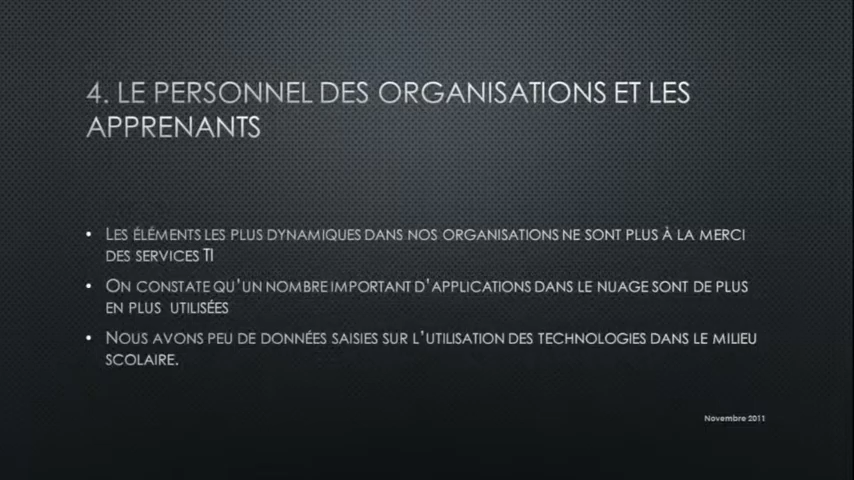 4. LE PERSONNEL DES ORGANISATIONS ET LES
APPRENANTS
• LES ÉLÉMENTS LES PLUS DYNAMIQUES DANS NOS ORGANISATIONS NE SONT PLUS À LA MERCI
DES SERVICES TI
• ON CONSTATE QU'UN NOMBRE IMPORTANT D'APPLICATIONS DANS LE NUAGE SONT DE PLUS
EN PLUS UTILISÉES
• NOUS AVONS PEU DE DONNÉES SAISIES SUR L'UTILISATION DES TECHNOLOGIES DANS LE MILIEU
SCOLAIRE.
Novembre 2011